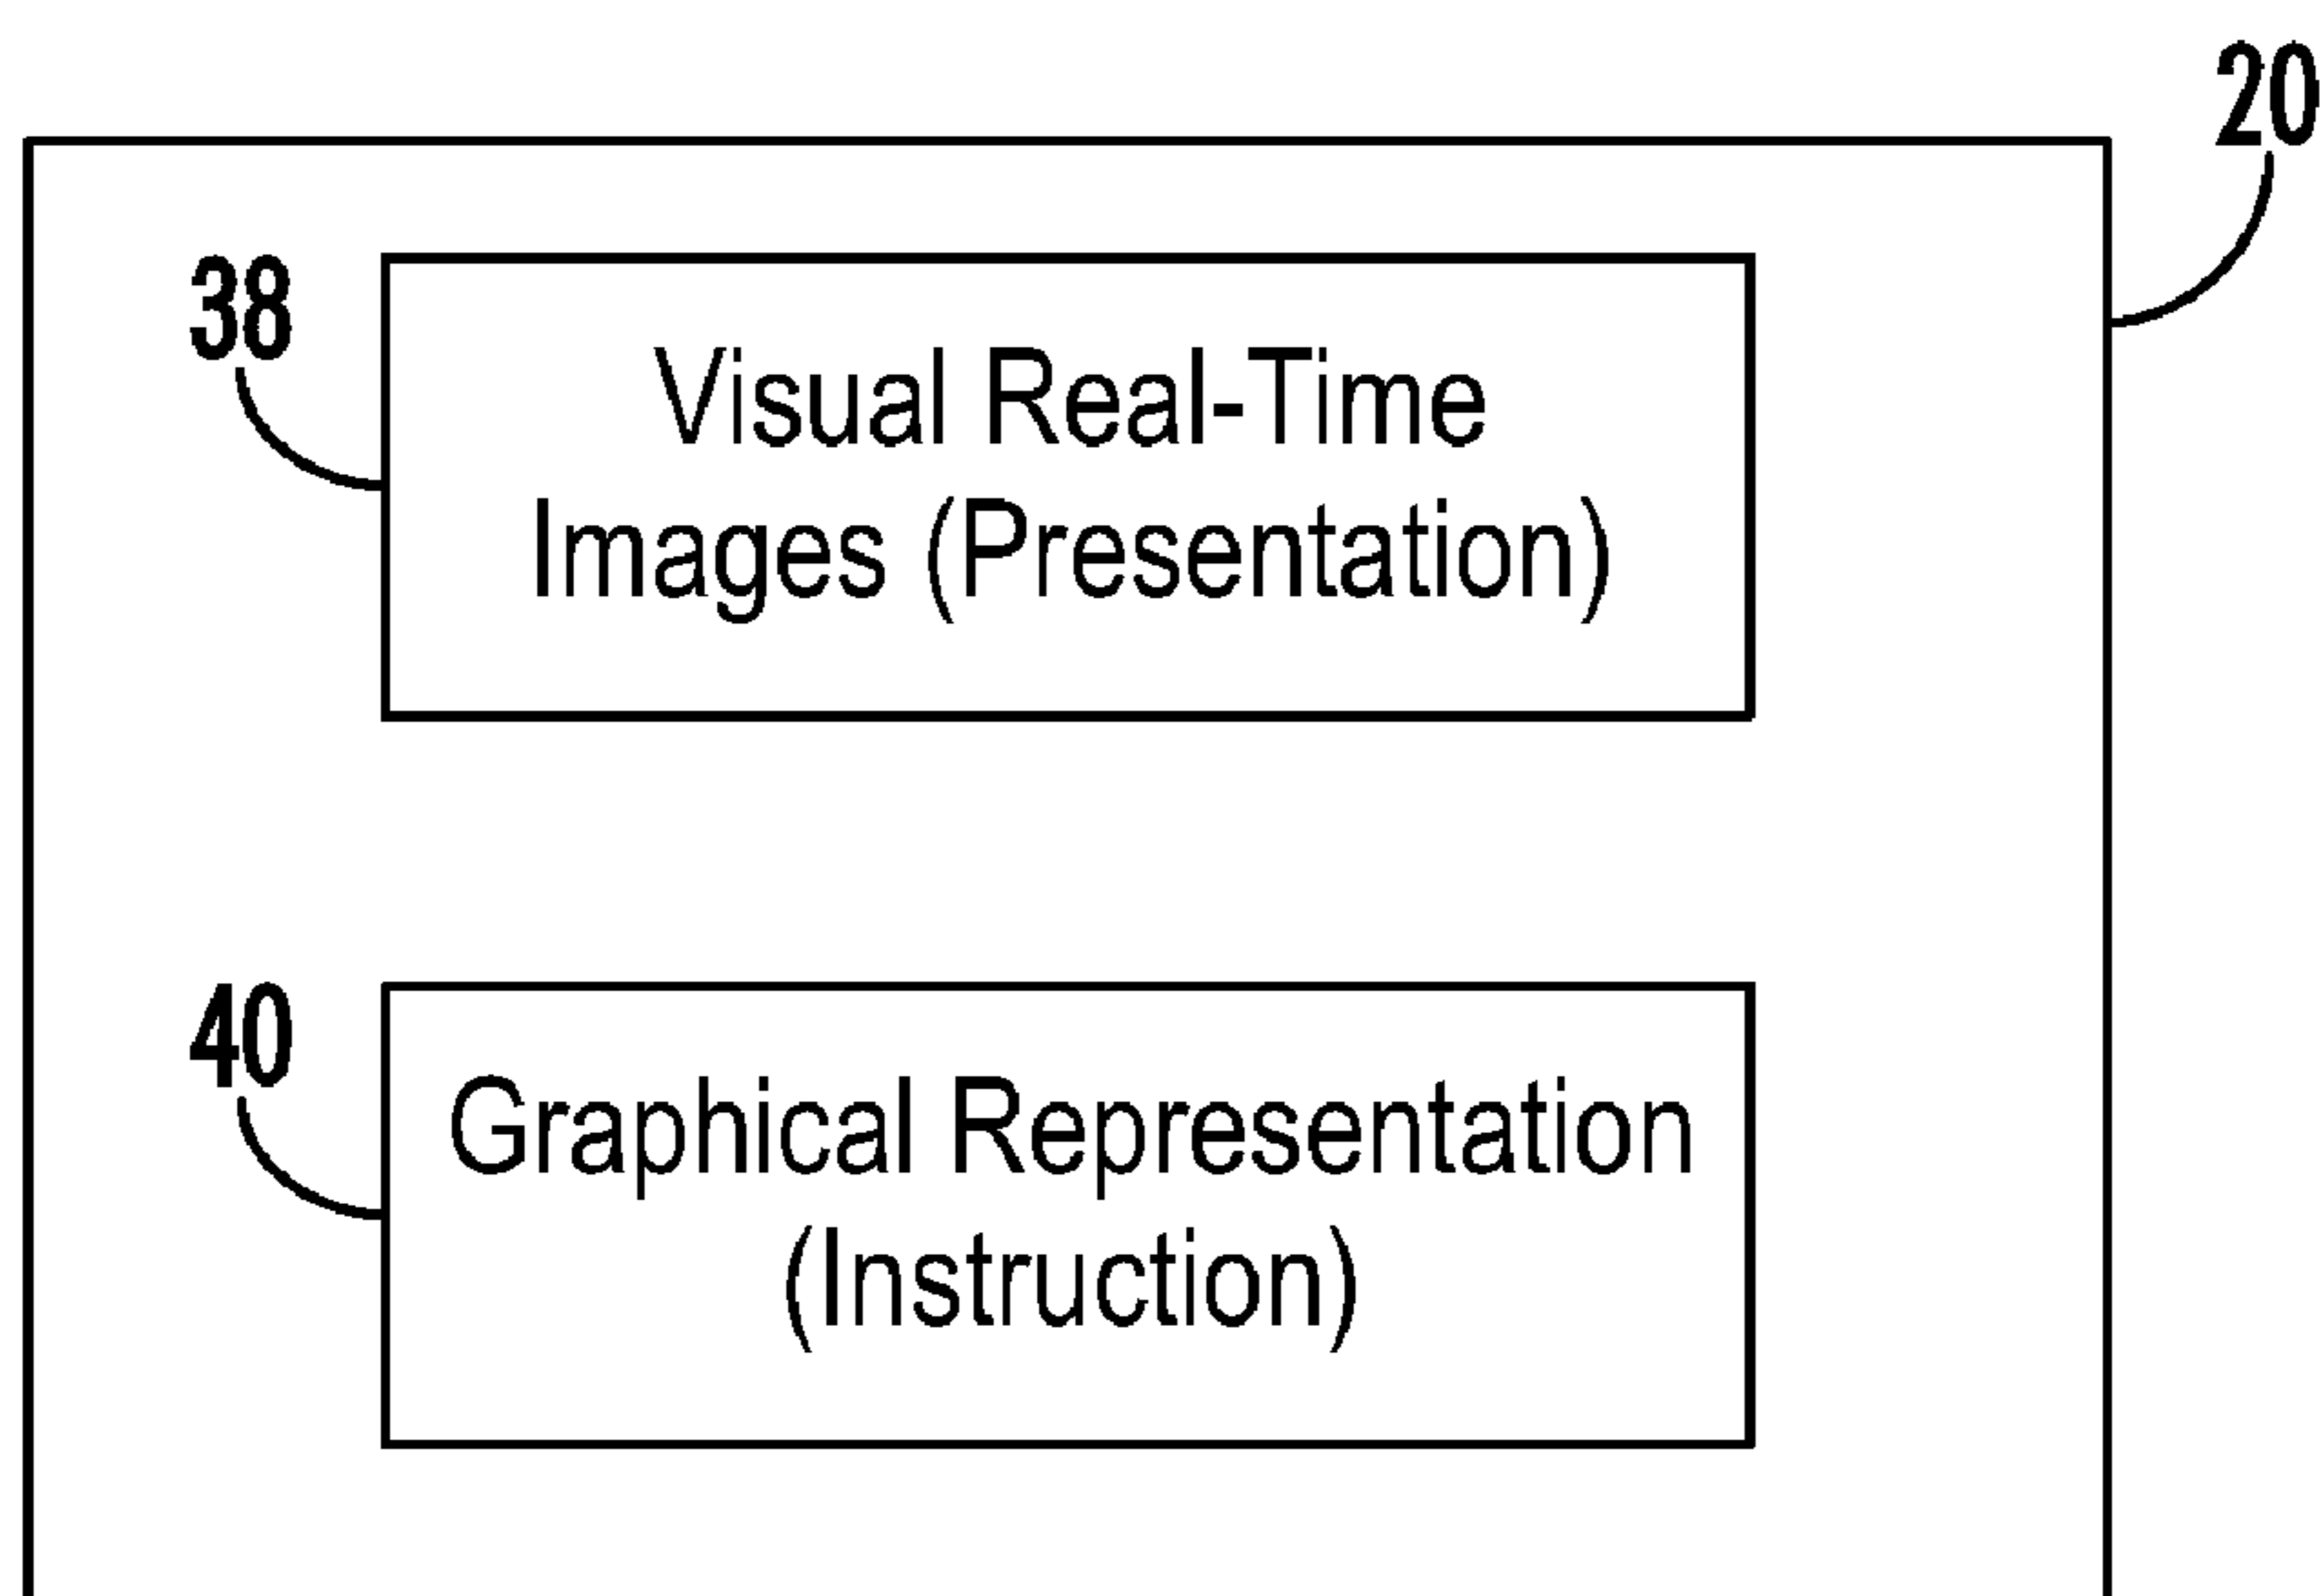 20
38
Visual Real-Time
Images (Presentation)
40
Graphical Representation
(Instruction)